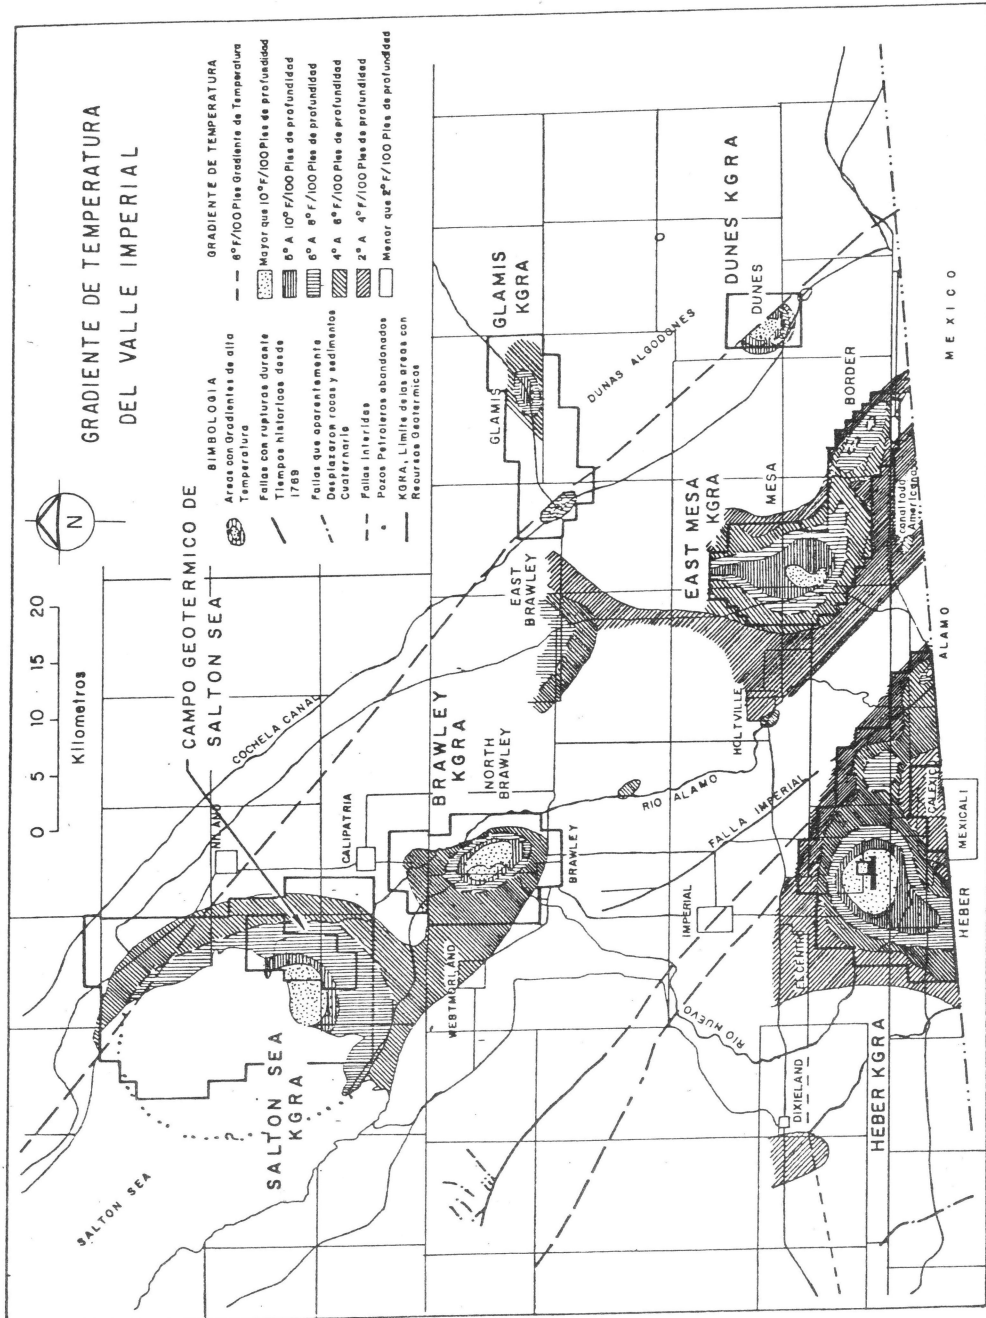 GRADIENTE DE TEMPERATURA
DEL VALLE IMPERIAL
BIMBOLOGIA
Areas con Gradientes de alta
Temperatura
Fallas con rupturas durante
Tiempos historicos desde
1769
Fallas que aparentemente
Desplazaron rocas y sedimentos
Cuaternario
Fallas Inferidas
Pozos Petroleros abandonados
KGRA, Limite de las areas con
Recursos Geotermicos
GRADIENTE DE TEMPERATURA
6°F/100 Pies Gradiente de Temperatura
Mayor que 10°F/100 Pies de profundidad
8° A 10°F/100 Pies de profundidad
6° A 8°F/100 Pies de profundidad
4° A 6°F/100 Pies de profundidad
2° A 4°F/100 Pies de profundidad
Menor que 2°F/100 Pies de profundidad
N
0 5 10 15 20
Kilometros
CAMPO GEOTERMICO DE
SALTON SEA
SALTON SEA
SALTON SEA
KGRA
?
COCHELA CANAL
NILAND
CALIPATRIA
WESTMORLAND
BRAWLEY
KGRA
NORTH
BRAWLEY
BRAWLEY
EAST
BRAWLEY
GLAMIS
KGRA
GLAMIS
DUNAS ALGODONES
DUNES KGRA
DUNES
RIO ALAMO
FALLA IMPERIAL
IMPERIAL
RIO NUEVO
HOLTVILLE
EAST MESA
KGRA
MESA
BORDER
Canal toda
Americano
ALAMO
EL CENTRO
DIXIELAND
HEBER KGRA
HEBER
CALEXICO
MEXICALI
MEXICO